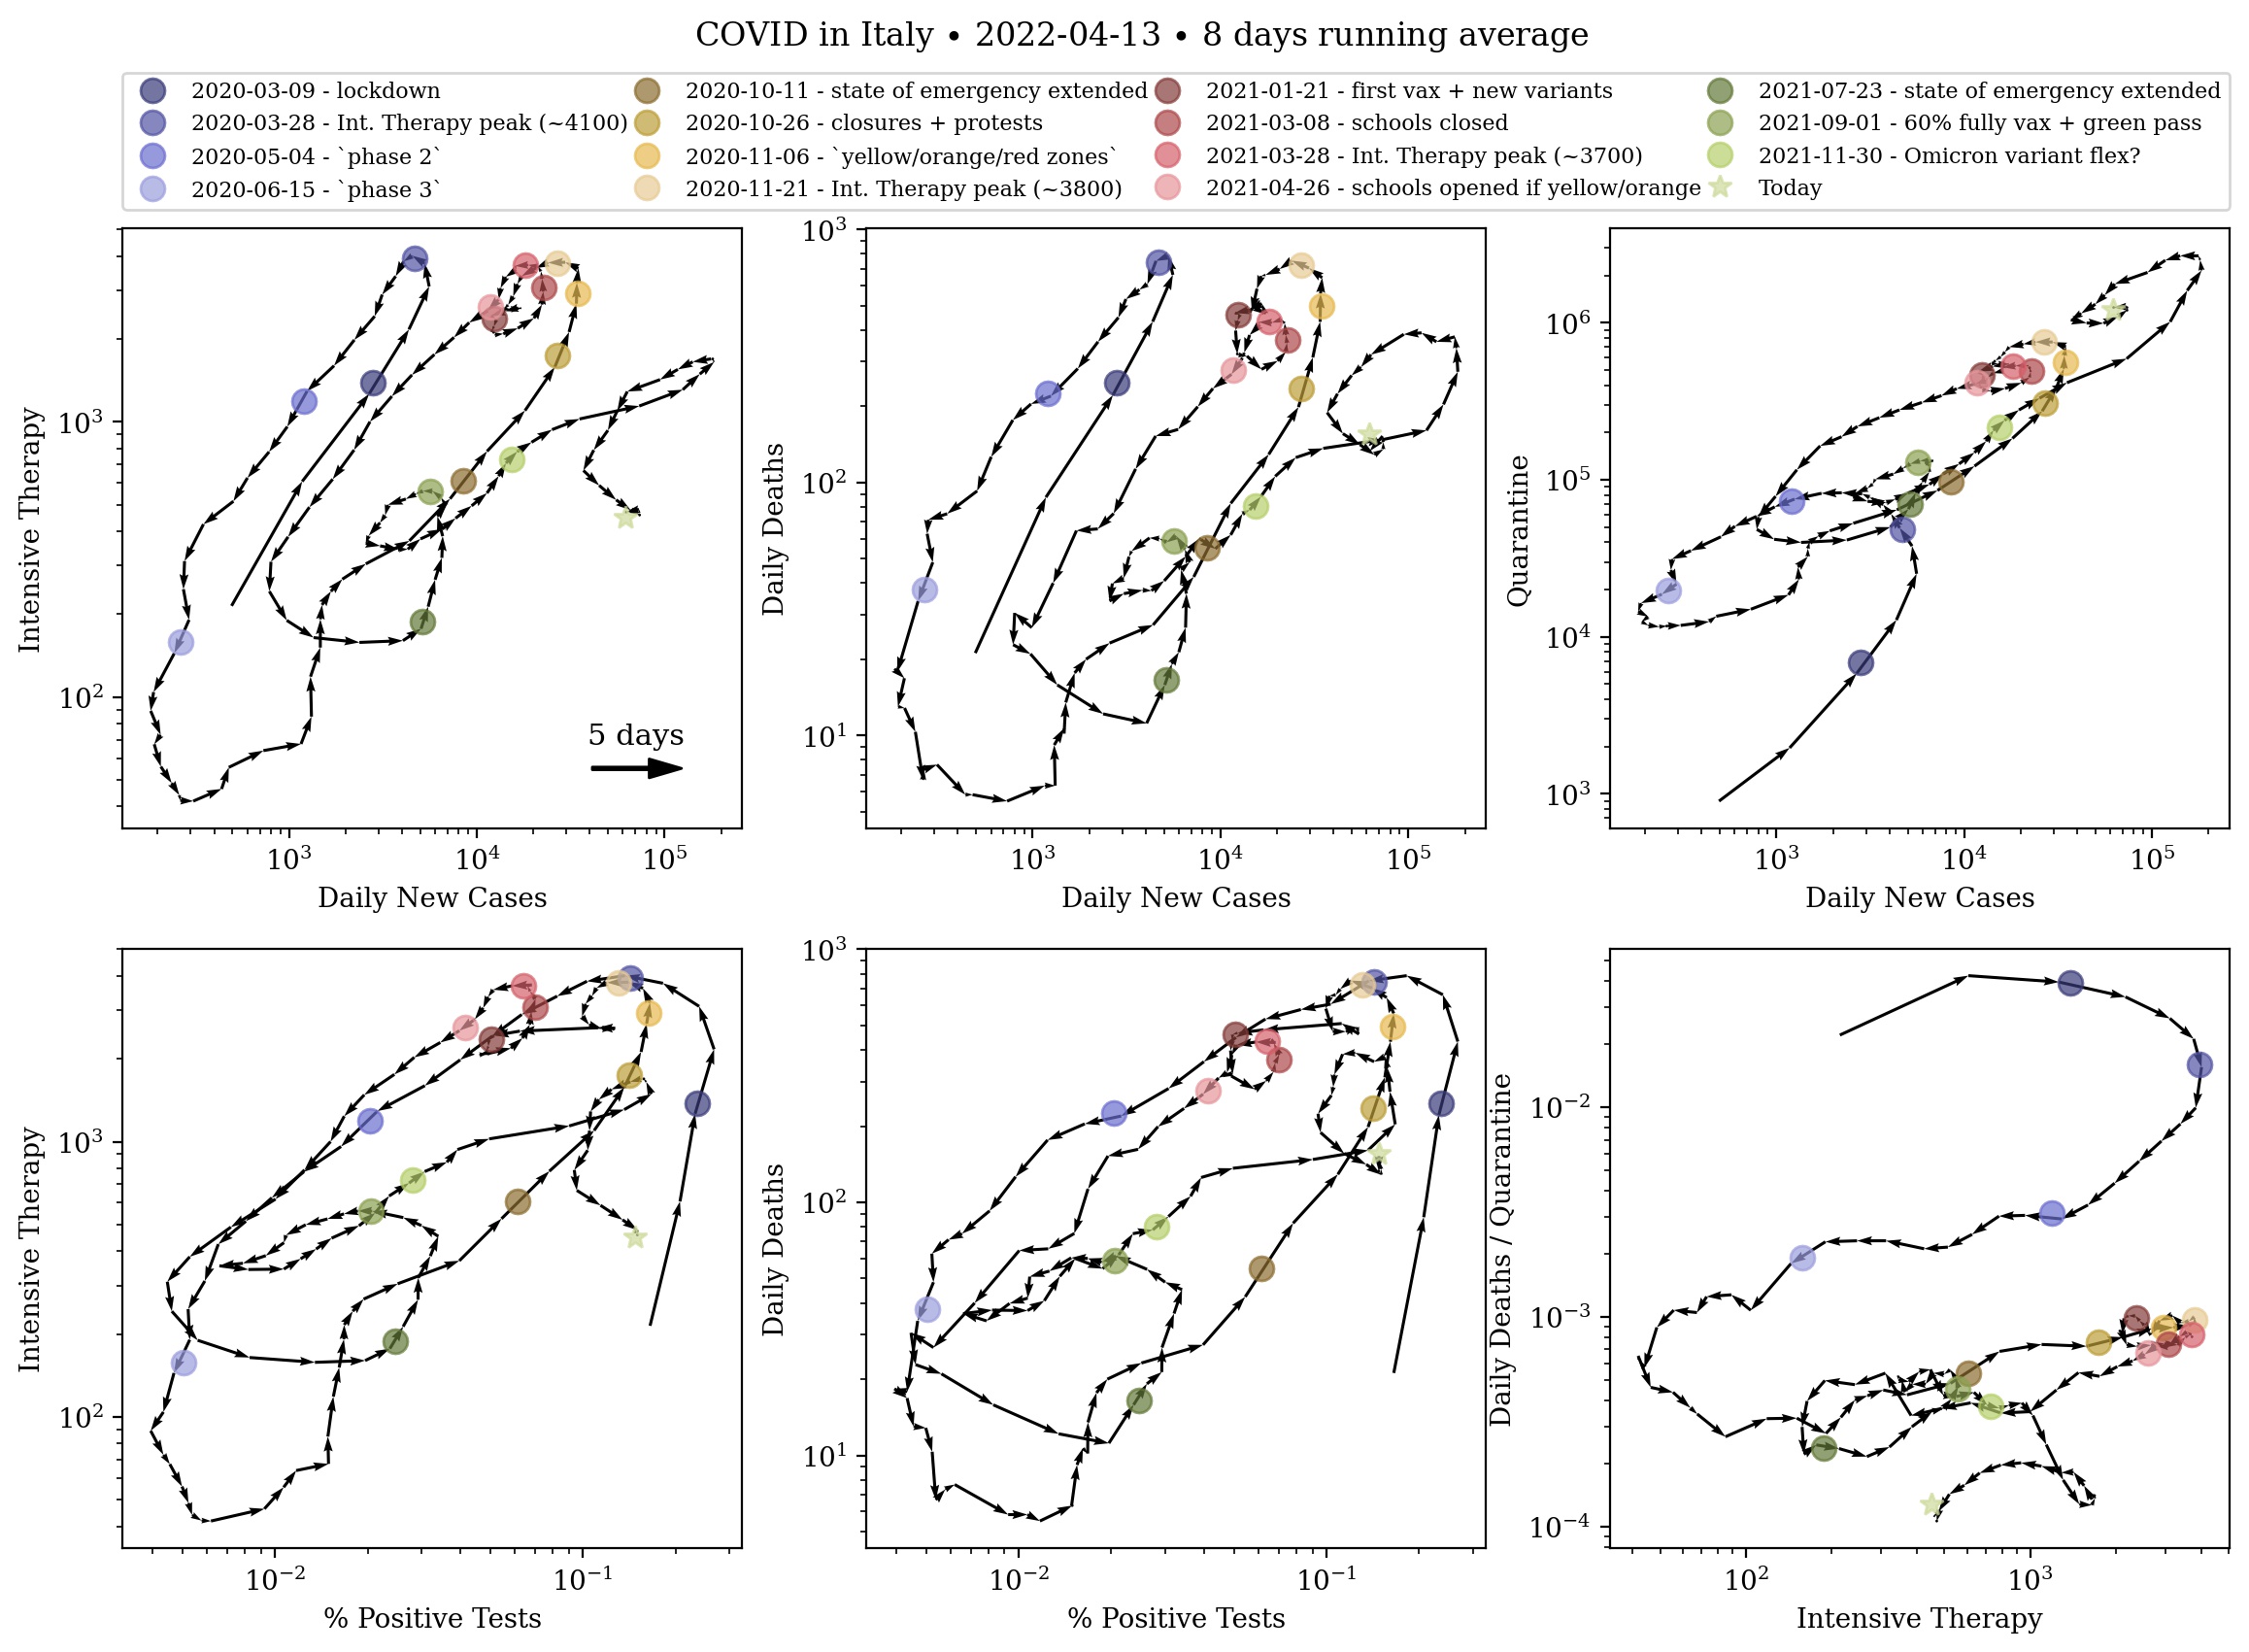 COVID in Italy • 2022-04-13 • 8 days running average
2020-03-09 - lockdown
2020-03-28 - Int. Therapy peak (~4100)
2020-05-04 - `phase 2`
2020-06-15 - `phase 3`
2020-10-11 - state of emergency extended
2020-10-26 - closures + protests
2020-11-06 - `yellow/orange/red zones`
2020-11-21 - Int. Therapy peak (~3800)
2021-01-21 - first vax + new variants
2021-03-08 - schools closed
2021-03-28 - Int. Therapy peak (~3700)
2021-04-26 - schools opened if yellow/orange
2021-07-23 - state of emergency extended
2021-09-01 - 60% fully vax + green pass
2021-11-30 - Omicron variant flex?
Today
Intensive Therapy
10³
10²
5 days
10³ 10⁴ 10⁵
Daily New Cases
Daily Deaths
10³
10²
10¹
10³ 10⁴ 10⁵
Daily New Cases
Quarantine
10⁶
10⁵
10⁴
10³
10³ 10⁴ 10⁵
Daily New Cases
Intensive Therapy
10³
10²
10⁻² 10⁻¹
% Positive Tests
Daily Deaths
10³
10²
10¹
10⁻² 10⁻¹
% Positive Tests
Daily Deaths / Quarantine
10⁻²
10⁻³
10⁻⁴
10² 10³
Intensive Therapy